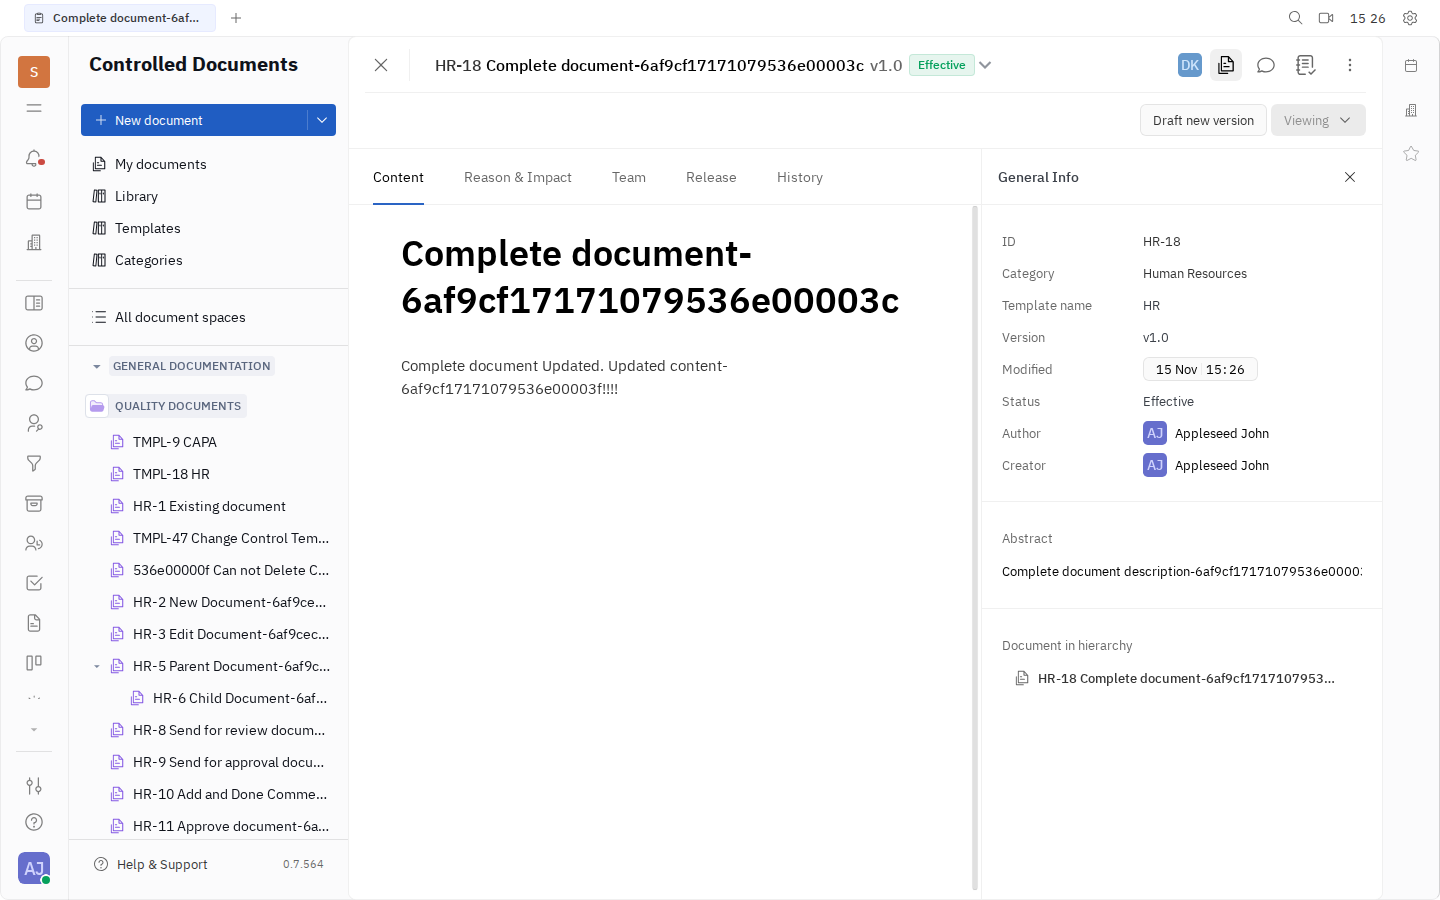 Complete document-6af...
15 26
S
Controlled Documents
New document
My documents
Library
Templates
Categories
All document spaces
GENERAL DOCUMENTATION
QUALITY DOCUMENTS
TMPL-9 CAPA
TMPL-18 HR
HR-1 Existing document
TMPL-47 Change Control Tem...
536e00000f Can not Delete C...
HR-2 New Document-6af9ce...
HR-3 Edit Document-6af9cec...
HR-5 Parent Document-6af9c...
HR-6 Child Document-6af...
HR-8 Send for review docum...
HR-9 Send for approval docu...
HR-10 Add and Done Comme...
HR-11 Approve document-6a...
Help & Support 0.7.564
AJ
HR-18 Complete document-6af9cf17171079536e00003c v1.0 Effective
DK
Draft new version Viewing
Content Reason & Impact Team Release History
Complete document-
6af9cf17171079536e00003c
Complete document Updated. Updated content-
6af9cf17171079536e00003f!!!!
General Info
ID HR-18
Category Human Resources
Template name HR
Version v1.0
Modified 15 Nov 15:26
Status Effective
Author AJ Appleseed John
Creator AJ Appleseed John
Abstract
Complete document description-6af9cf17171079536e0000
Document in hierarchy
HR-18 Complete document-6af9cf1717107953...